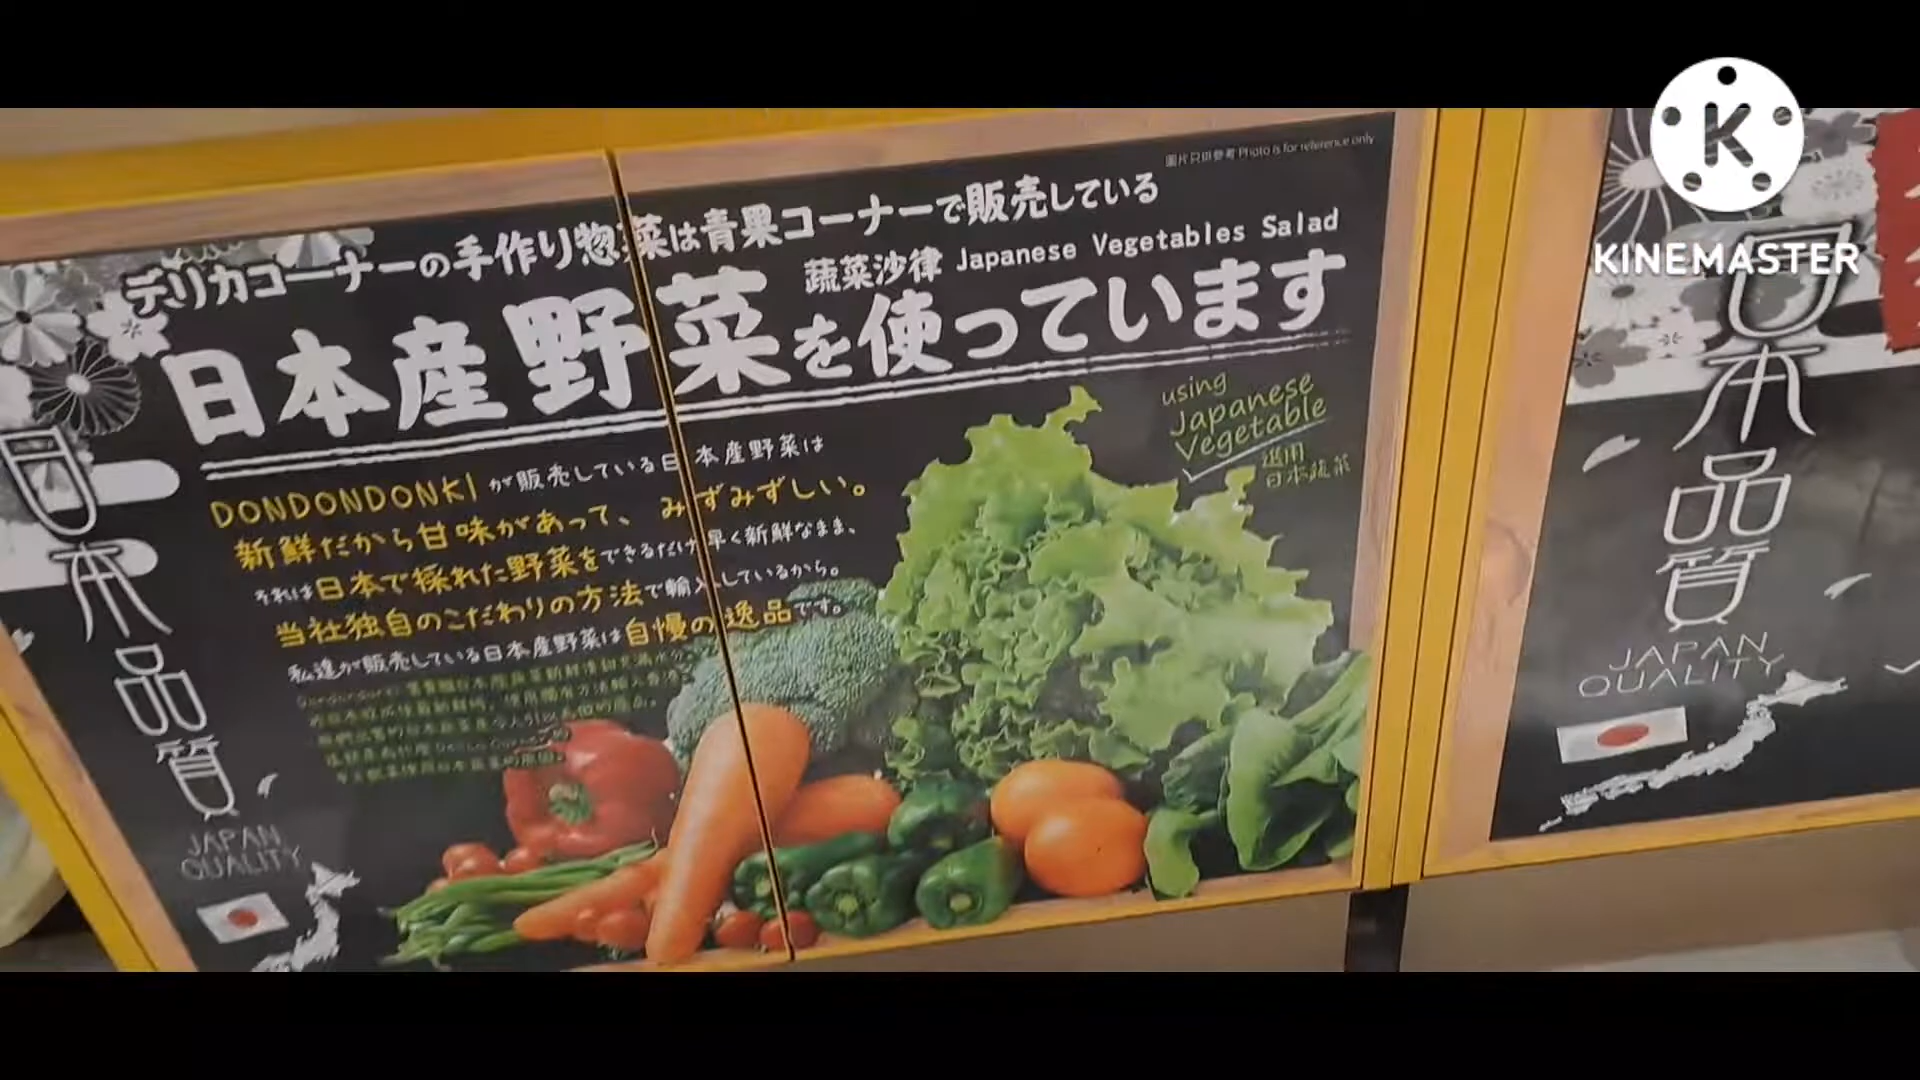 KINEMASTER
圖片只供參考 Photo is for reference only
デリカコーナーの手作り惣菜は青果コーナーで販売している
蔬菜沙律 Japanese Vegetables Salad
日本産野菜を使っています
using
Japanese
Vegetable
選用
日本蔬菜
DONDONDONKI が販売している日本産野菜は
新鮮だから甘味があって、みずみずしい。
それは日本で採れた野菜をできるだけ早く新鮮なまま、
当社独自のこだわりの方法で輸入しているから。
私達が販売している日本産野菜は自慢の逸品です。
日本品質
JAPAN
QUALITY
日本品質
JAPAN
QUALITY